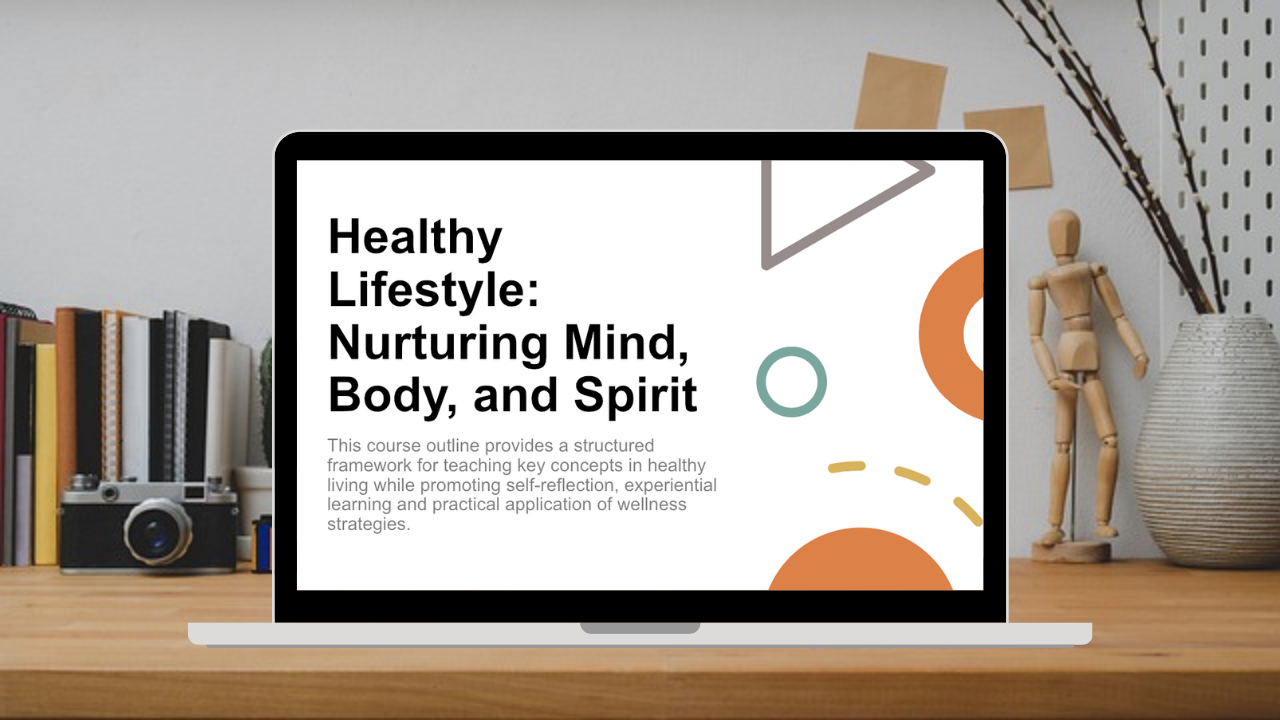 Healthy
Lifestyle:
Nurturing Mind,
Body, and Spirit
This course outline provides a structured
framework for teaching key concepts in healthy
living while promoting self-reflection, experiential
learning and practical application of wellness
strategies.